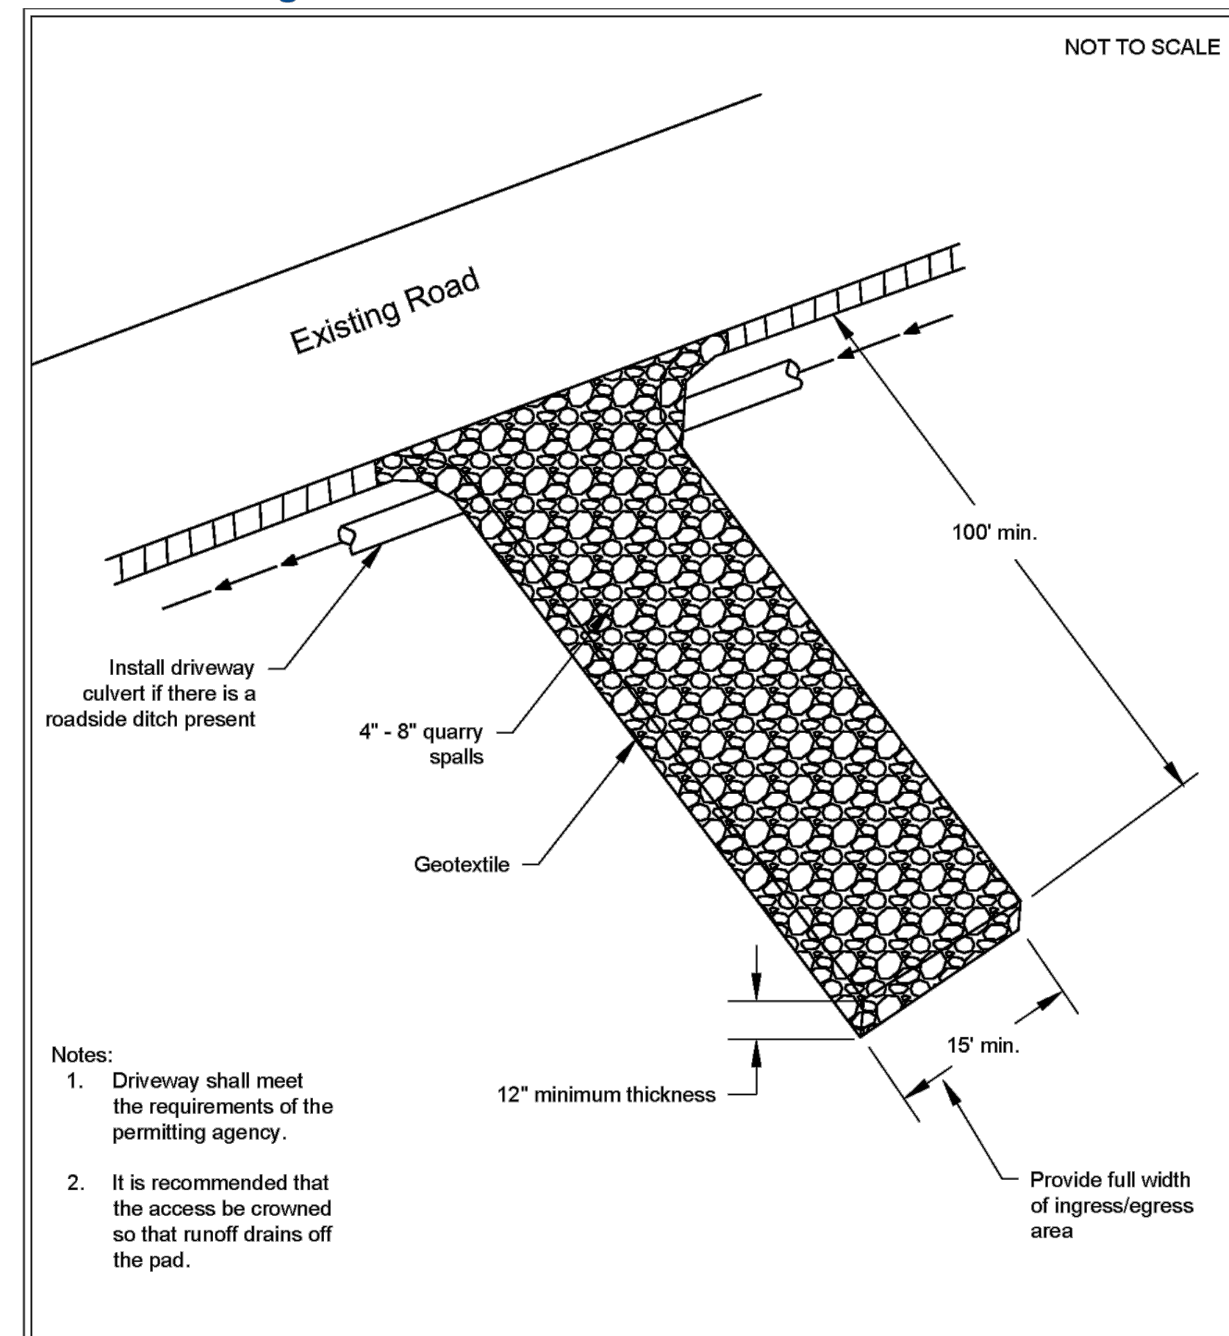 NOT TO SCALE
Existing Road
100' min.
Install driveway
culvert if there is a
roadside ditch present
4" - 8" quarry
spalls
Geotextile
15' min.
12" minimum thickness
Provide full width
of ingress/egress
area
Notes:
1. Driveway shall meet
the requirements of the
permitting agency.
2. It is recommended that
the access be crowned
so that runoff drains off
the pad.